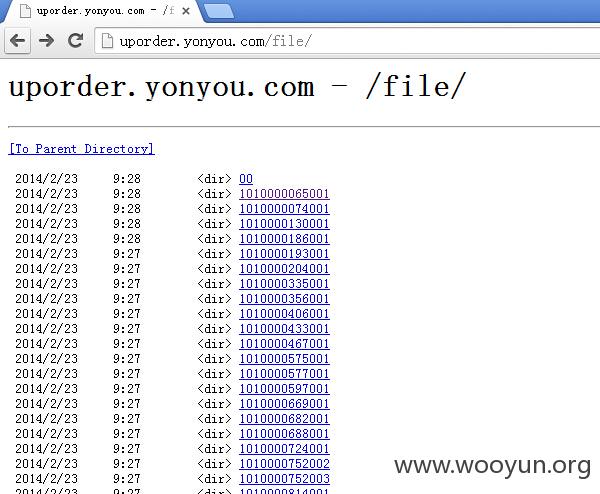 uporder.yonyou.com - /f
uporder.yonyou.com/file/
uporder.yonyou.com - /file/
[To Parent Directory]
2014/2/23 9:28 <dir> 00
2014/2/23 9:28 <dir> 1010000065001
2014/2/23 9:28 <dir> 1010000074001
2014/2/23 9:28 <dir> 1010000130001
2014/2/23 9:28 <dir> 1010000186001
2014/2/23 9:27 <dir> 1010000193001
2014/2/23 9:27 <dir> 1010000204001
2014/2/23 9:27 <dir> 1010000335001
2014/2/23 9:27 <dir> 1010000356001
2014/2/23 9:27 <dir> 1010000406001
2014/2/23 9:27 <dir> 1010000433001
2014/2/23 9:27 <dir> 1010000467001
2014/2/23 9:27 <dir> 1010000575001
2014/2/23 9:27 <dir> 1010000577001
2014/2/23 9:27 <dir> 1010000597001
2014/2/23 9:27 <dir> 1010000669001
2014/2/23 9:27 <dir> 1010000682001
2014/2/23 9:27 <dir> 1010000688001
2014/2/23 9:27 <dir> 1010000724001
2014/2/23 9:27 <dir> 1010000752002
2014/2/23 9:27 <dir> 1010000752003
2014/2/23 9:27 <dir> 1010000814001
www.wooyun.org